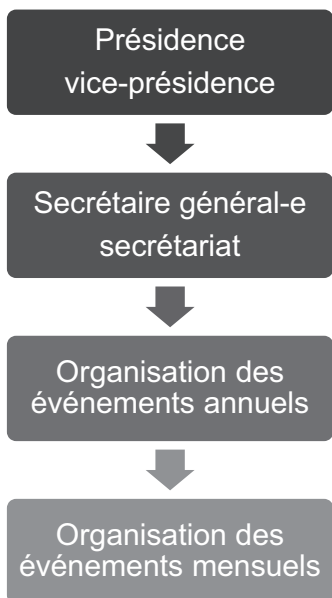 Présidence
vice-présidence
Secrétaire général-e
secrétariat
Organisation des
événements annuels
Organisation des
événements mensuels